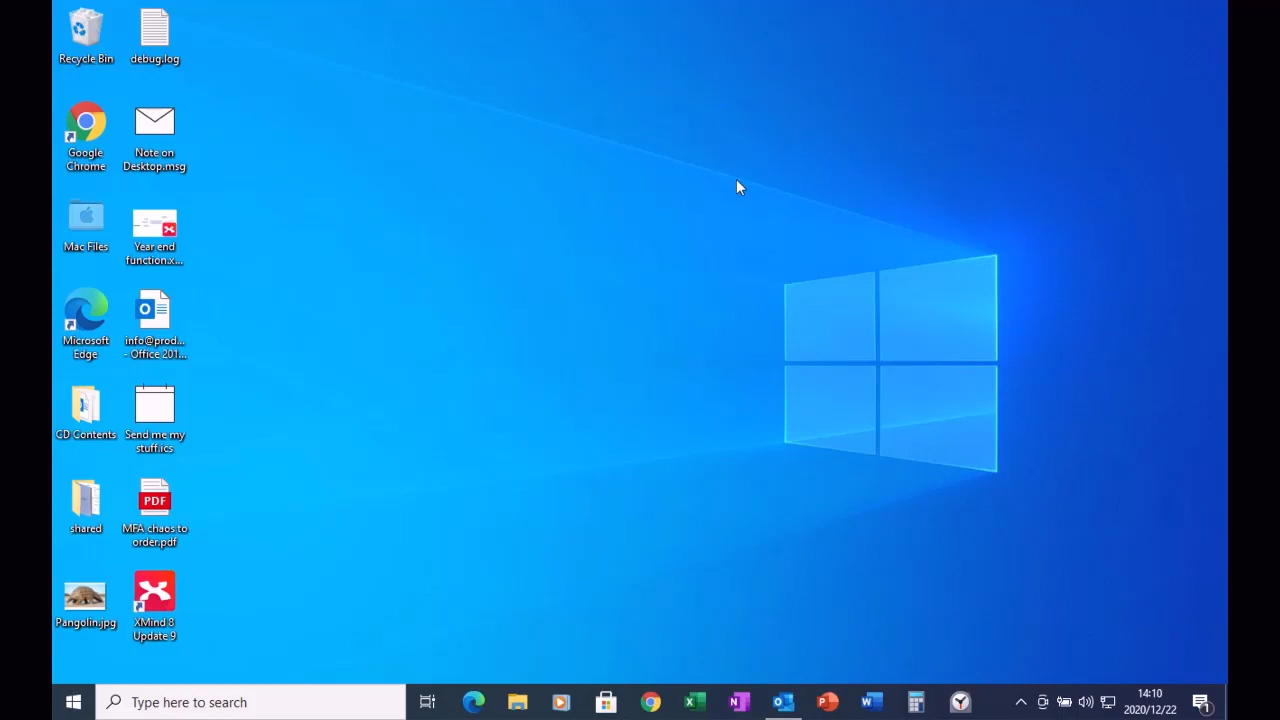 Recycle Bin
debug.log
Google
Chrome
Note on
Desktop.msg
Mac Files
Year end
function.x...
Microsoft
Edge
info@prod...
- Office 201...
CD Contents
Send me my
stuff.ics
shared
PDF
MFA chaos to
order.pdf
Pangolin.jpg
XMind 8
Update 9
Type here to search
14:10
2020/12/22
1